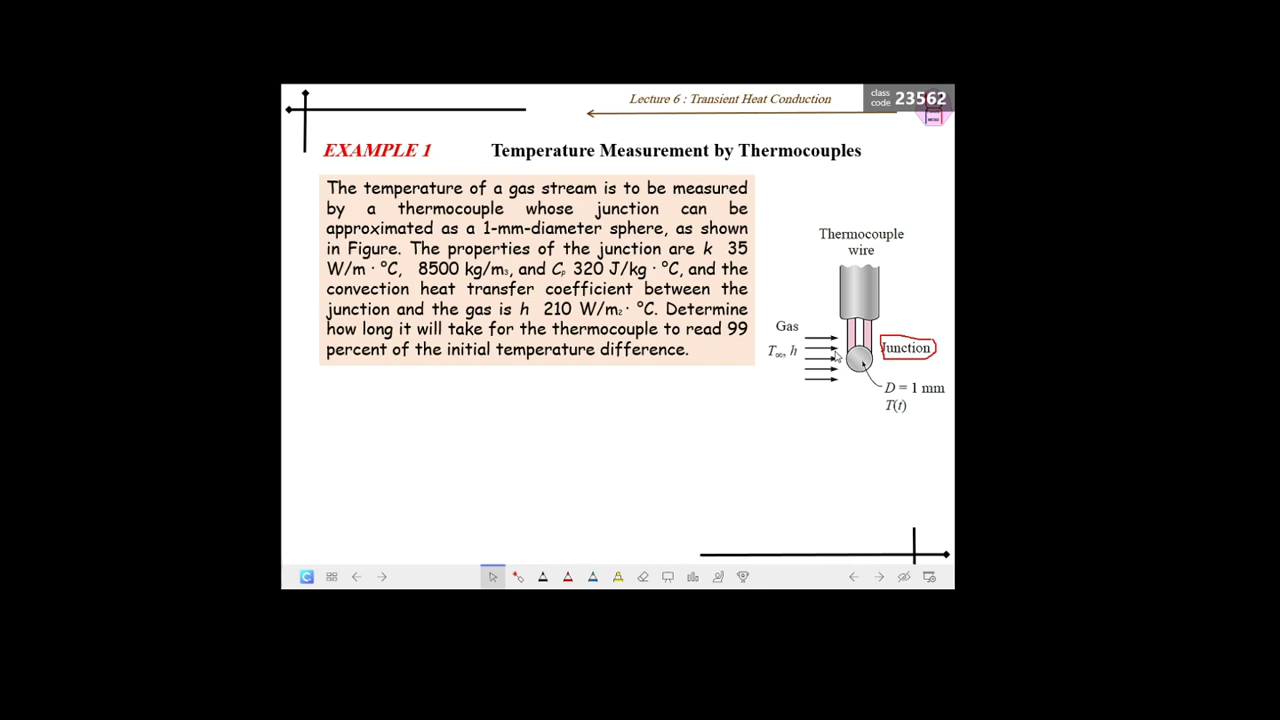 Lecture 6 : Transient Heat Conduction
class code 23562
EXAMPLE 1 Temperature Measurement by Thermocouples
The temperature of a gas stream is to be measured
by a thermocouple whose junction can be
approximated as a 1-mm-diameter sphere, as shown
in Figure. The properties of the junction are k 35
W/m · °C, 8500 kg/m₃, and Cₚ 320 J/kg · °C, and the
convection heat transfer coefficient between the
junction and the gas is h 210 W/m₂ · °C. Determine
how long it will take for the thermocouple to read 99
percent of the initial temperature difference.
Thermocouple
wire
Gas
T∞, h
Junction
D = 1 mm
T(t)